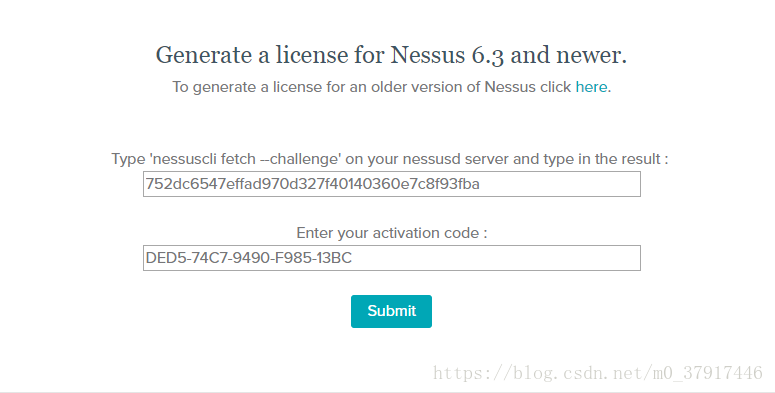 Generate a license for Nessus 6.3 and newer.
To generate a license for an older version of Nessus click here.
Type 'nessuscli fetch --challenge' on your nessusd server and type in the result :
752dc6547effad970d327f40140360e7c8f93fba
Enter your activation code :
DED5-74C7-9490-F985-13BC
Submit
https://blog.csdn.net/m0_37917446